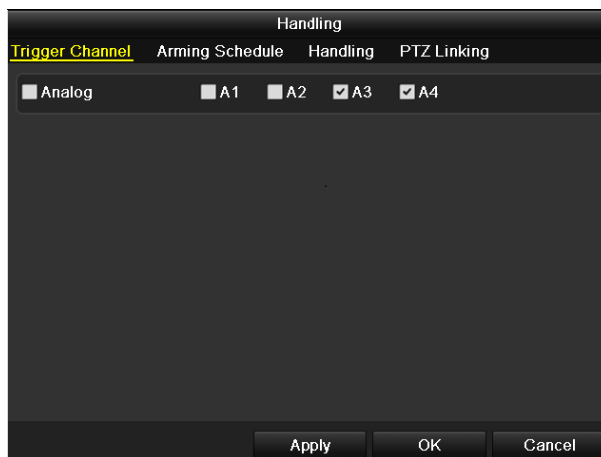 Handling
Trigger Channel Arming Schedule Handling PTZ Linking
Analog A1 A2 A3 A4
Apply OK Cancel